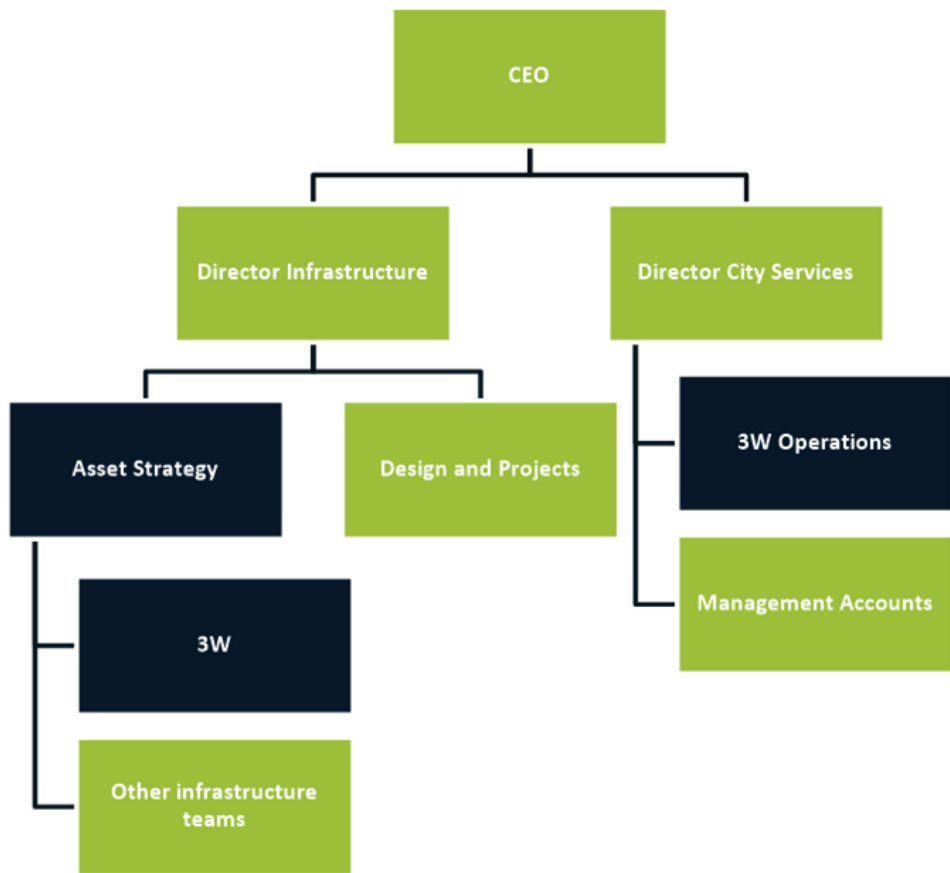 CEO
Director Infrastructure
Director City Services
Asset Strategy
Design and Projects
3W Operations
Management Accounts
3W
Other infrastructure
teams